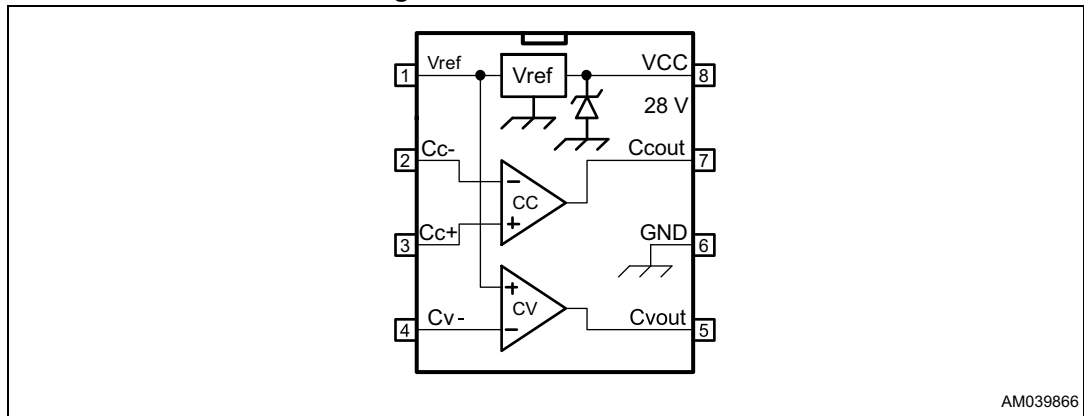 Vref
Vref
VCC
1
8
28 V
Cc-
Ccout
2
7
CC
-
+
Cc+
GND
3
6
+
CV
-
Cv-
Cvout
4
5
AM039866